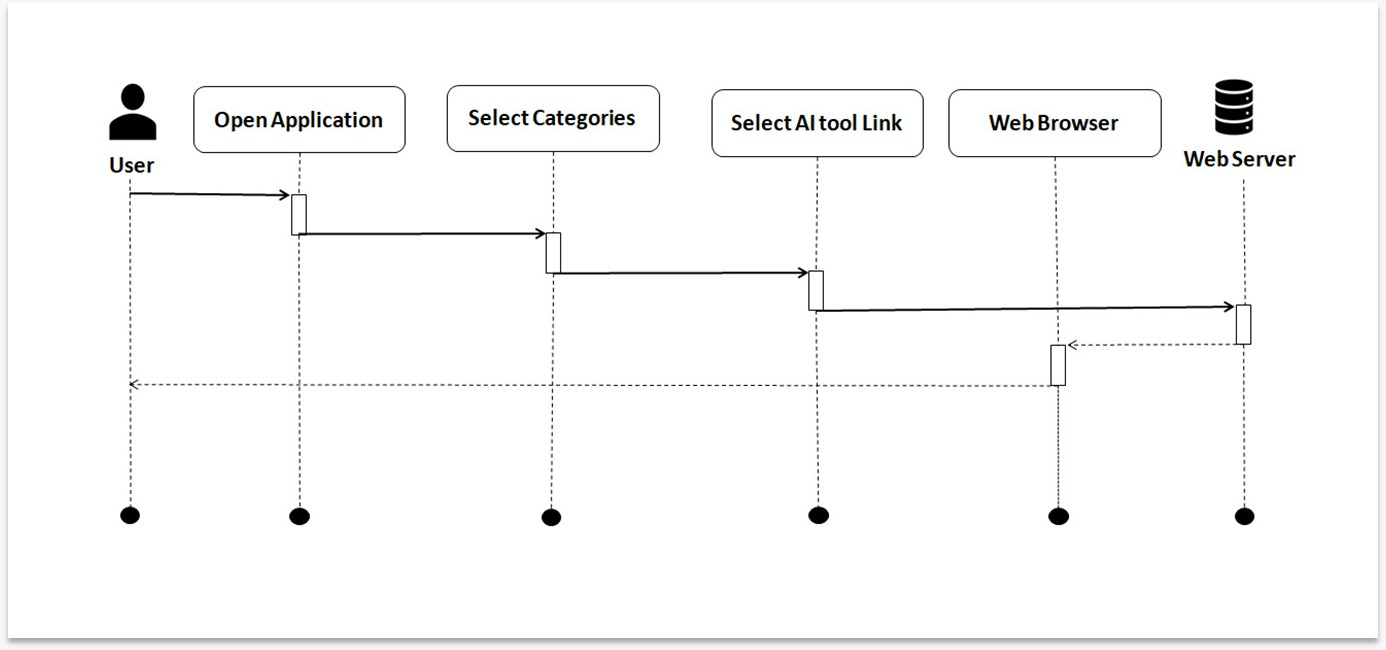 User
Open Application
Select Categories
Select AI tool Link
Web Browser
Web Server